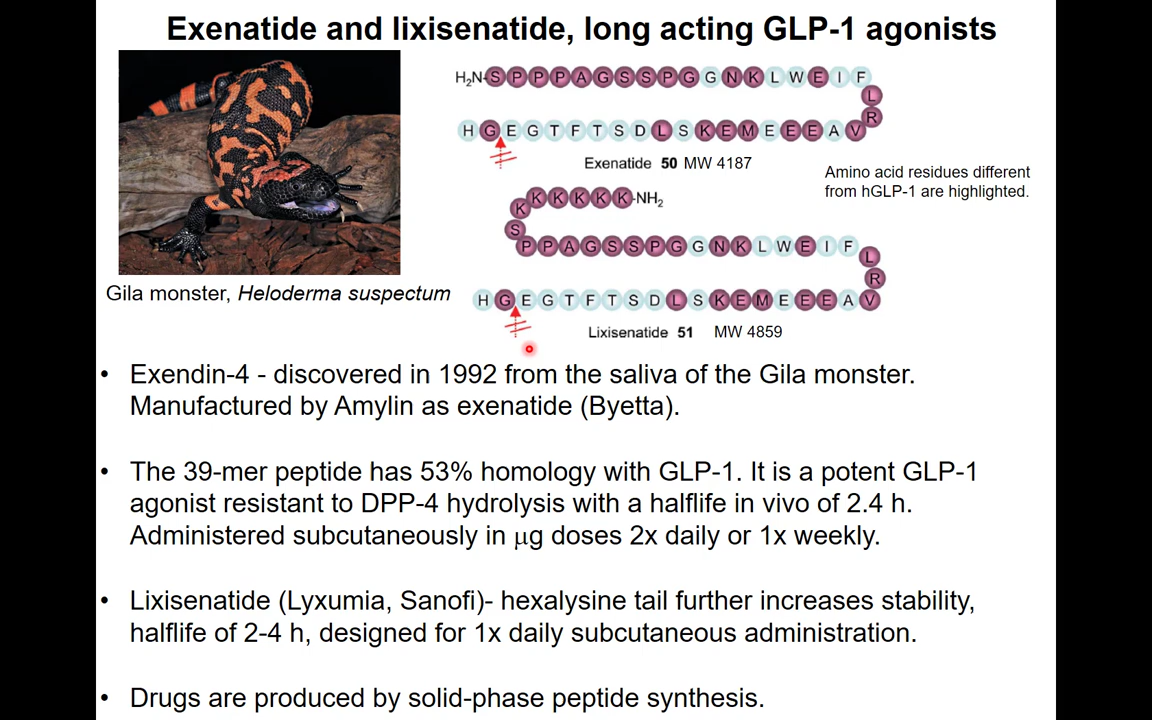 Exenatide and lixisenatide, long acting GLP-1 agonists
H₂N-S P P P A G S S P G G N K L W E I F
L
R
H G E G T F T S D L S K E M E E E A V
Exenatide 50 MW 4187
Amino acid residues different
from hGLP-1 are highlighted.
K K K K K K-NH₂
S
P P A G S S P G G N K L W E I F
L
R
H G E G T F T S D L S K E M E E E A V
Lixisenatide 51 MW 4859
Gila monster, Heloderma suspectum
• Exendin-4 - discovered in 1992 from the saliva of the Gila monster.
Manufactured by Amylin as exenatide (Byetta).
• The 39-mer peptide has 53% homology with GLP-1. It is a potent GLP-1
agonist resistant to DPP-4 hydrolysis with a halflife in vivo of 2.4 h.
Administered subcutaneously in μg doses 2x daily or 1x weekly.
• Lixisenatide (Lyxumia, Sanofi)- hexalysine tail further increases stability,
halflife of 2-4 h, designed for 1x daily subcutaneous administration.
• Drugs are produced by solid-phase peptide synthesis.